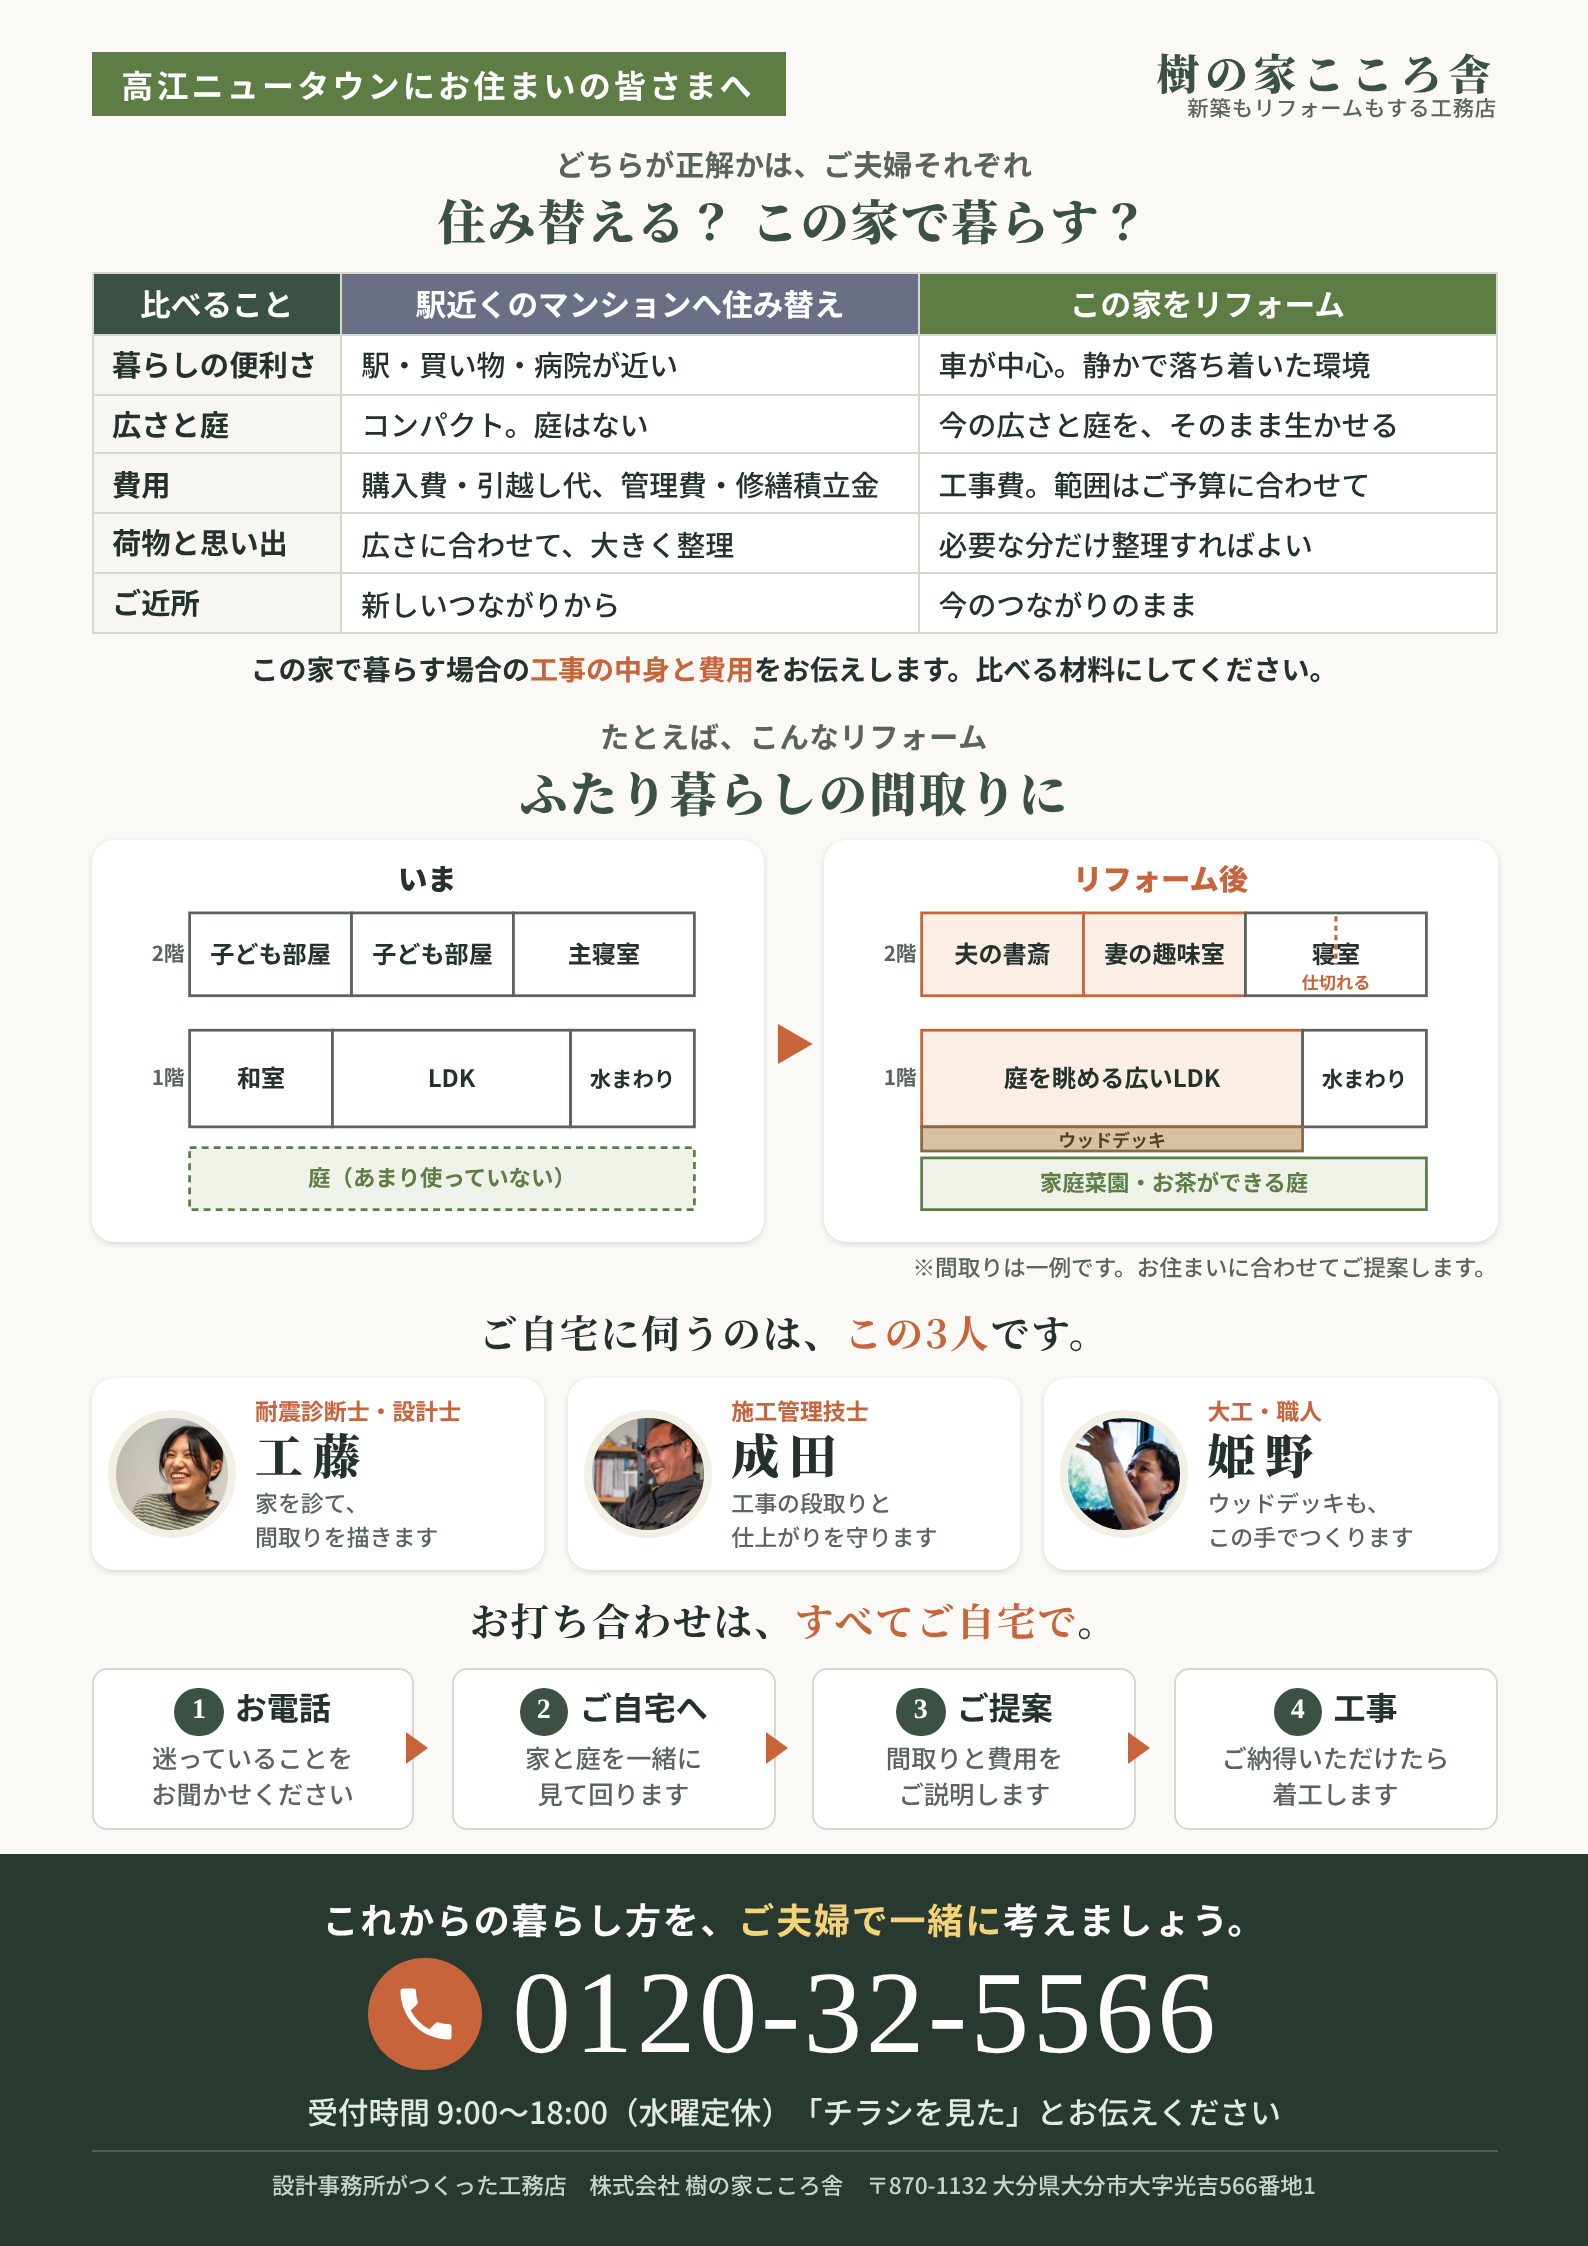 高江ニュータウンにお住まいの皆さまへ
樹の家こころ舎
新築もリフォームもする工務店
どちらが正解かは、ご夫婦それぞれ
住み替える？ この家で暮らす？
比べること 駅近くのマンションへ住み替え この家をリフォーム
暮らしの便利さ 駅・買い物・病院が近い 車が中心。静かで落ち着いた環境
広さと庭 コンパクト。庭はない 今の広さと庭を、そのまま生かせる
費用 購入費・引越し代、管理費・修繕積立金 工事費。範囲はご予算に合わせて
荷物と思い出 広さに合わせて、大きく整理 必要な分だけ整理すればよい
ご近所 新しいつながりから 今のつながりのまま
この家で暮らす場合の工事の中身と費用をお伝えします。比べる材料にしてください。
たとえば、こんなリフォーム
ふたり暮らしの間取りに
いま
2階 子ども部屋 子ども部屋 主寝室
1階 和室 LDK 水まわり
庭（あまり使っていない）
リフォーム後
2階 夫の書斎 妻の趣味室 寝室
仕切れる
1階 庭を眺める広いLDK 水まわり
ウッドデッキ
家庭菜園・お茶ができる庭
※間取りは一例です。お住まいに合わせてご提案します。
ご自宅に伺うのは、この3人です。
耐震診断士・設計士
工藤
家を診て、
間取りを描きます
施工管理技士
成田
工事の段取りと
仕上がりを守ります
大工・職人
姫野
ウッドデッキも、
この手でつくります
お打ち合わせは、すべてご自宅で。
1 お電話
迷っていることを
お聞かせください
2 ご自宅へ
家と庭を一緒に
見て回ります
3 ご提案
間取りと費用を
ご説明します
4 工事
ご納得いただけたら
着工します
これからの暮らし方を、ご夫婦で一緒に考えましょう。
0120-32-5566
受付時間 9:00〜18:00（水曜定休）「チラシを見た」とお伝えください
設計事務所がつくった工務店 株式会社 樹の家こころ舎 〒870-1132 大分県大分市大字光吉566番地1